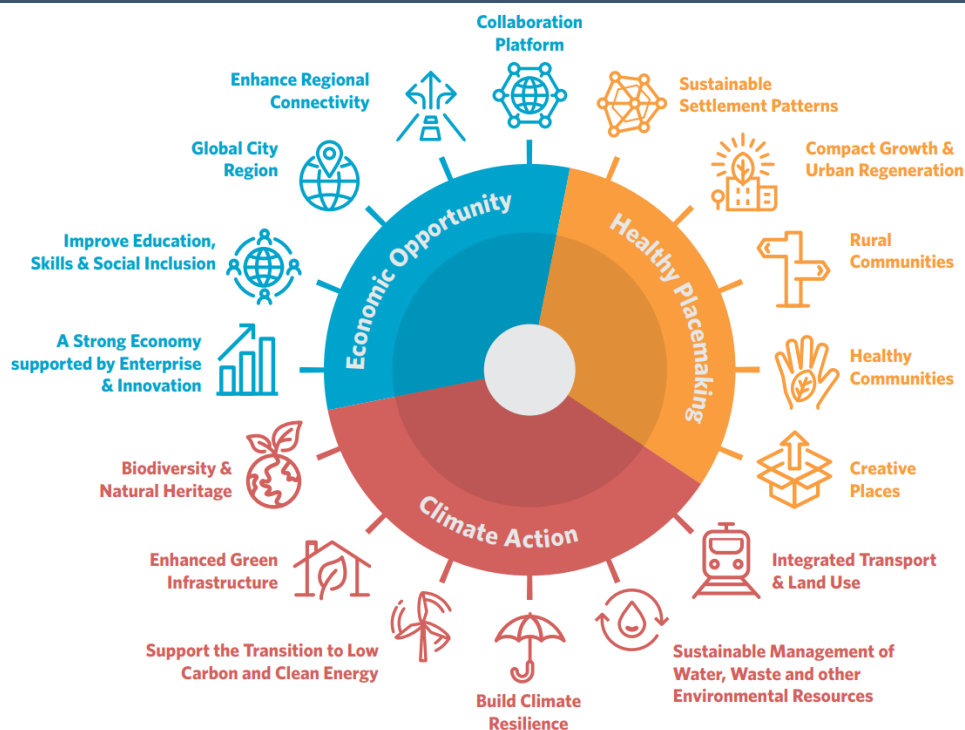 Collaboration
Platform
Enhance Regional
Connectivity
Sustainable
Settlement Patterns
Global City
Region
Compact Growth &
Urban Regeneration
Improve Education,
Skills & Social Inclusion
Rural
Communities
A Strong Economy
supported by Enterprise
& Innovation
Healthy
Communities
Economic Opportunity
Healthy Placemaking
Climate Action
Biodiversity &
Natural Heritage
Creative
Places
Enhanced Green
Infrastructure
Integrated Transport
& Land Use
Support the Transition to Low
Carbon and Clean Energy
Build Climate
Resilience
Sustainable Management of
Water, Waste and other
Environmental Resources